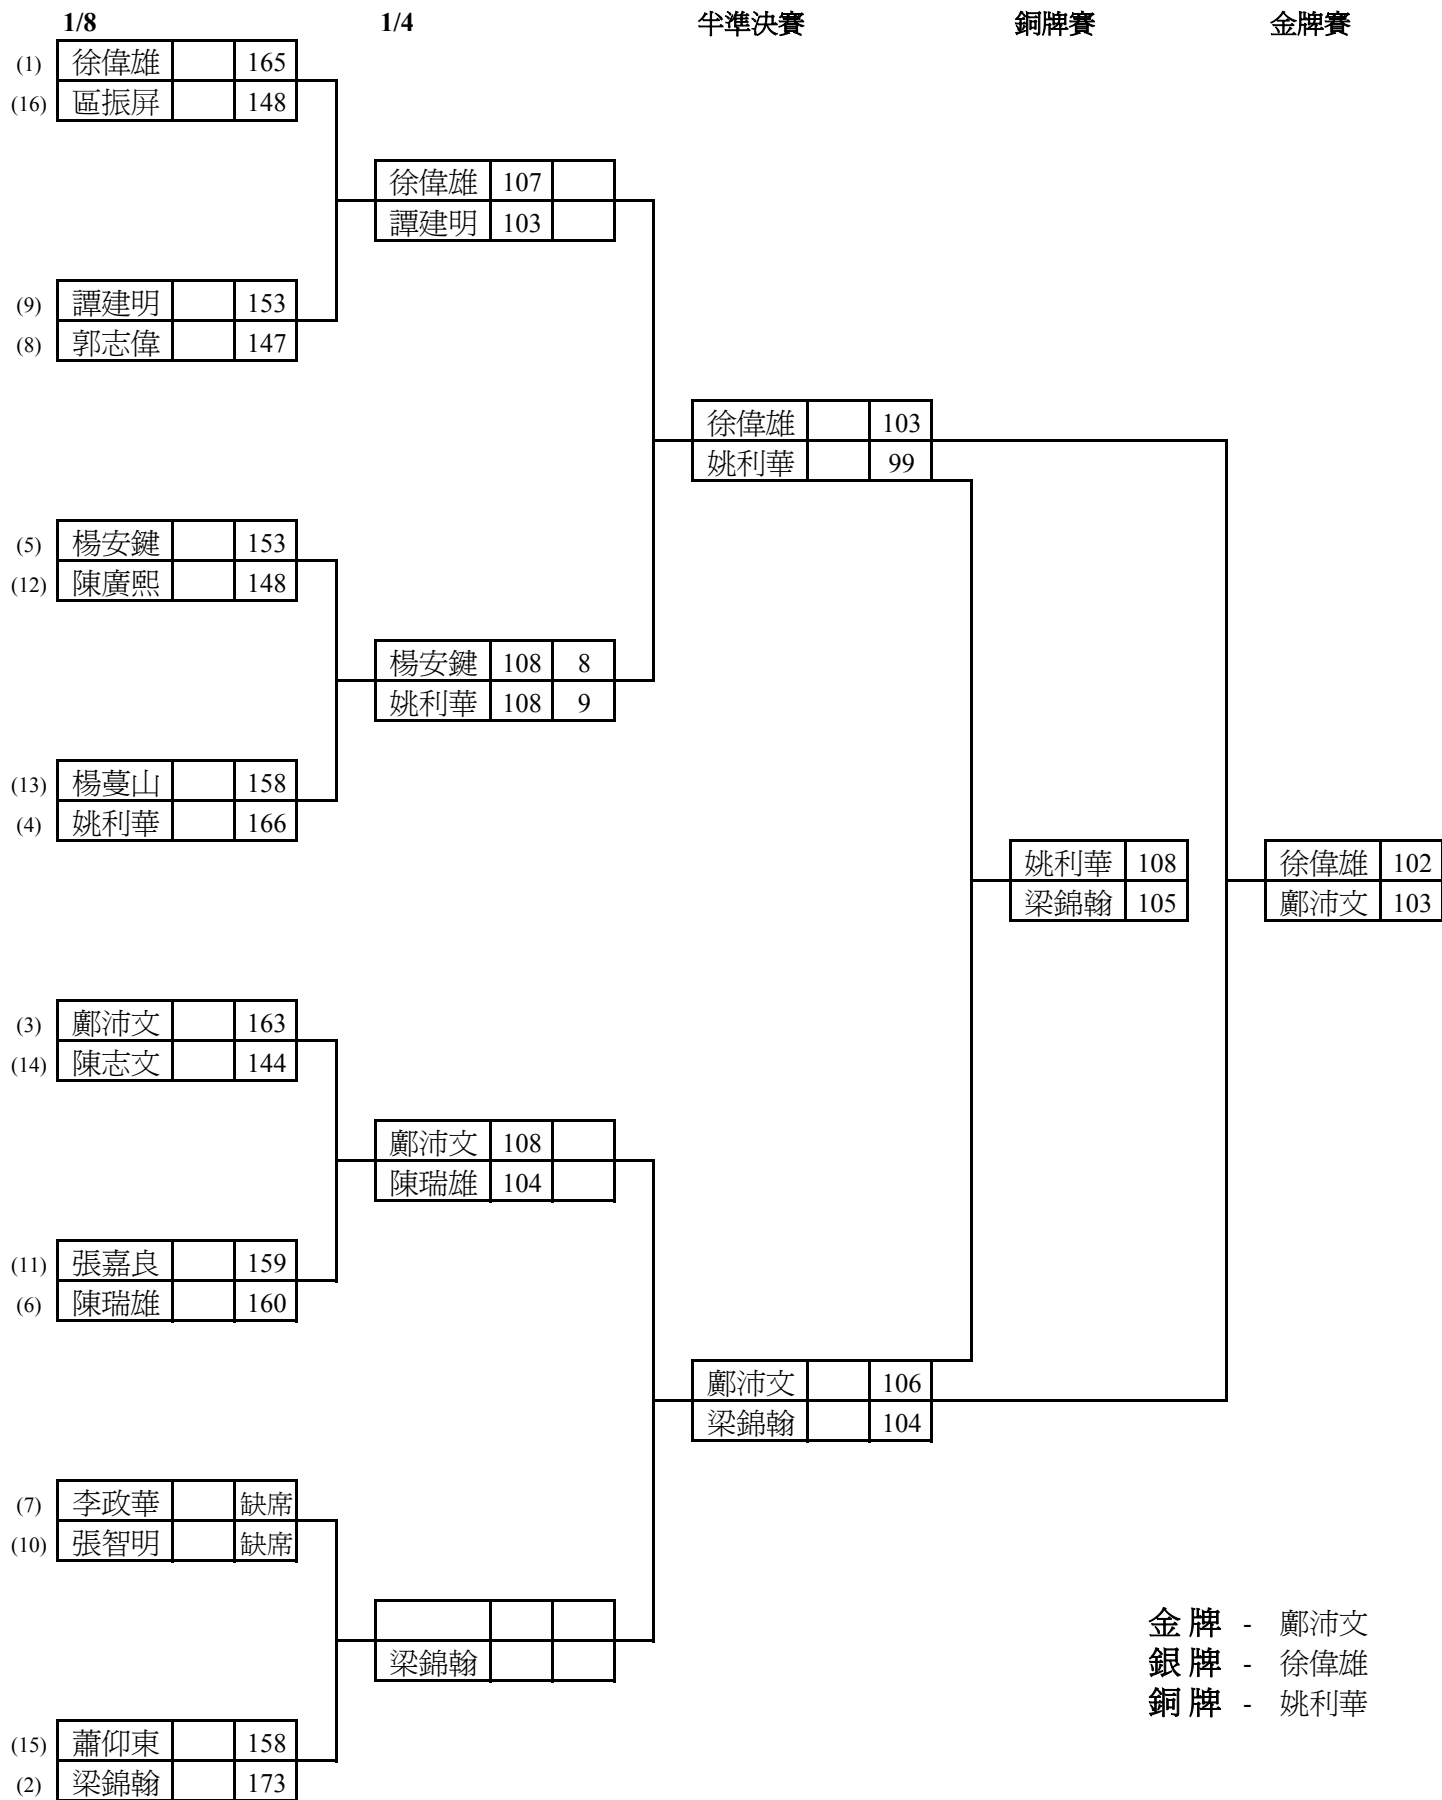 1/8 1/4 半準決賽 銅牌賽 金牌賽
(1) 徐偉雄 165
(16) 區振屏 148
徐偉雄 107
譚建明 103
(9) 譚建明 153
(8) 郭志偉 147
徐偉雄 103
姚利華 99
(5) 楊安鍵 153
(12) 陳廣熙 148
楊安鍵 108 8
姚利華 108 9
(13) 楊蔓山 158
(4) 姚利華 166
姚利華 108 徐偉雄 102
梁錦翰 105 鄺沛文 103
(3) 鄺沛文 163
(14) 陳志文 144
鄺沛文 108
陳瑞雄 104
(11) 張嘉良 159
(6) 陳瑞雄 160
鄺沛文 106
梁錦翰 104
(7) 李政華 缺席
(10) 張智明 缺席
金牌 - 鄺沛文
梁錦翰 銀牌 - 徐偉雄
銅牌 - 姚利華
(15) 蕭仰東 158
(2) 梁錦翰 173